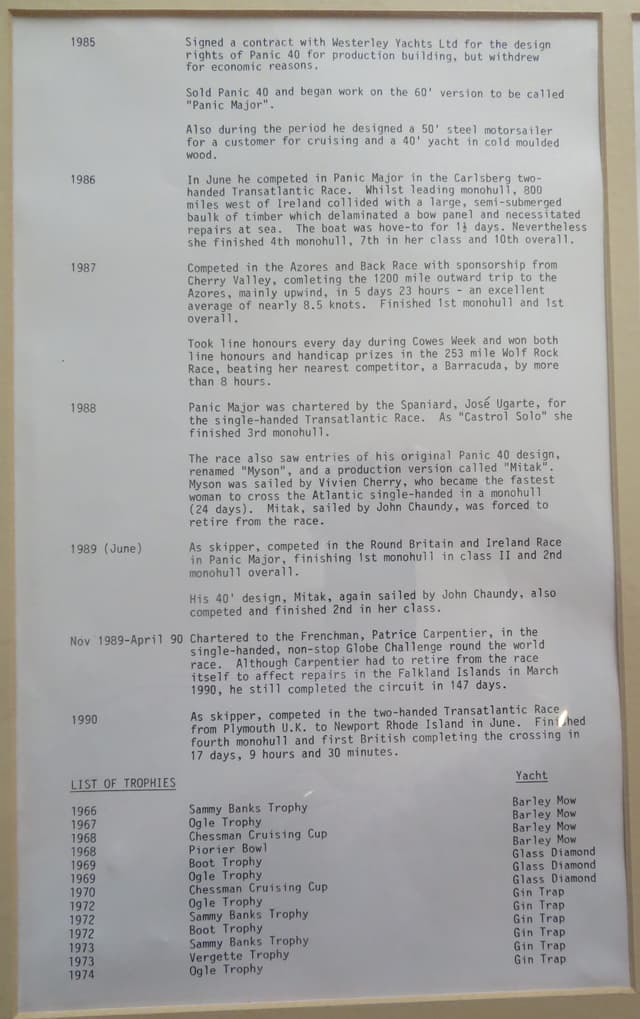 1985 Signed a contract with Westerley Yachts Ltd for the design
rights of Panic 40 for production building, but withdrew
for economic reasons.
Sold Panic 40 and began work on the 60' version to be called
"Panic Major".
Also during the period he designed a 50' steel motorsailer
for a customer for cruising and a 40' yacht in cold moulded
wood.
1986 In June he competed in Panic Major in the Carlsberg two-
handed Transatlantic Race. Whilst leading monohull, 800
miles west of Ireland collided with a large, semi-submerged
baulk of timber which delaminated a bow panel and necessitated
repairs at sea. The boat was hove-to for 1½ days. Nevertheless
she finished 4th monohull, 7th in her class and 10th overall.
1987 Competed in the Azores and Back Race with sponsorship from
Cherry Valley, comleting the 1200 mile outward trip to the
Azores, mainly upwind, in 5 days 23 hours - an excellent
average of nearly 8.5 knots. Finished 1st monohull and 1st
overall.
Took line honours every day during Cowes Week and won both
line honours and handicap prizes in the 253 mile Wolf Rock
Race, beating her nearest competitor, a Barracuda, by more
than 8 hours.
1988 Panic Major was chartered by the Spaniard, José Ugarte, for
the single-handed Transatlantic Race. As "Castrol Solo" she
finished 3rd monohull.
The race also saw entries of his original Panic 40 design,
renamed "Myson", and a production version called "Mitak".
Myson was sailed by Vivien Cherry, who became the fastest
woman to cross the Atlantic single-handed in a monohull
(24 days). Mitak, sailed by John Chaundy, was forced to
retire from the race.
1989 (June) As skipper, competed in the Round Britain and Ireland Race
in Panic Major, finishing 1st monohull in class II and 2nd
monohull overall.
His 40' design, Mitak, again sailed by John Chaundy, also
competed and finished 2nd in her class.
Nov 1989-April 90 Chartered to the Frenchman, Patrice Carpentier, in the
single-handed, non-stop Globe Challenge round the world
race. Although Carpentier had to retire from the race
itself to affect repairs in the Falkland Islands in March
1990, he still completed the circuit in 147 days.
1990 As skipper, competed in the two-handed Transatlantic Race
from Plymouth U.K. to Newport Rhode Island in June. Finished
fourth monohull and first British completing the crossing in
17 days, 9 hours and 30 minutes.
LIST OF TROPHIES Yacht
1966 Sammy Banks Trophy Barley Mow
1967 Ogle Trophy Barley Mow
1968 Chessman Cruising Cup Barley Mow
1968 Piorier Bowl Barley Mow
1969 Boot Trophy Glass Diamond
1969 Ogle Trophy Glass Diamond
1970 Chessman Cruising Cup Glass Diamond
1972 Ogle Trophy Gin Trap
1972 Sammy Banks Trophy Gin Trap
1972 Boot Trophy Gin Trap
1973 Sammy Banks Trophy Gin Trap
1973 Vergette Trophy Gin Trap
1974 Ogle Trophy Gin Trap